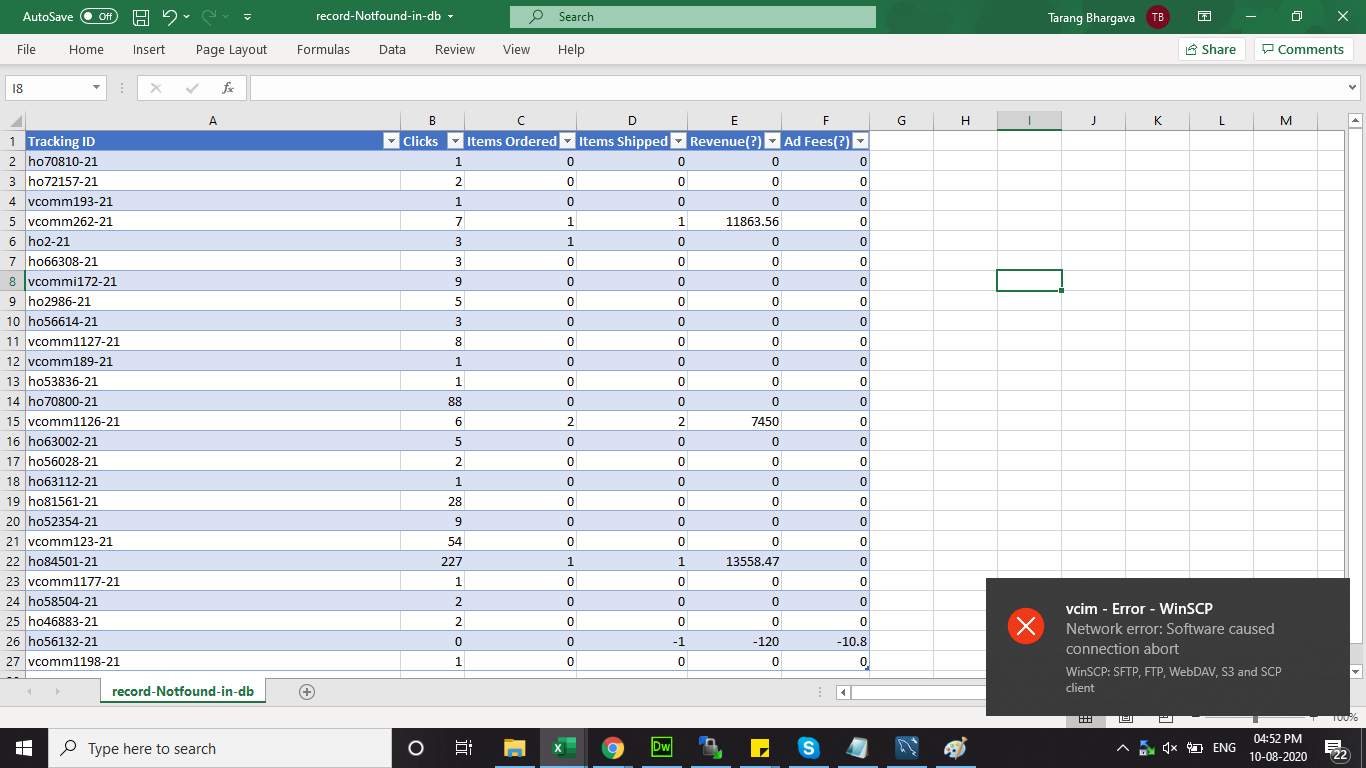 AutoSave Off record-Notfound-in-db Search Tarang Bhargava TB
File Home Insert Page Layout Formulas Data Review View Help Share Comments
I8 fx
A B C D E F G H I J K L M
1 Tracking ID Clicks Items Ordered Items Shipped Revenue(?) Ad Fees(?)
2 ho70810-21 1 0 0 0 0
3 ho72157-21 2 0 0 0 0
4 vcomm193-21 1 0 0 0 0
5 vcomm262-21 7 1 1 11863.56 0
6 ho2-21 3 1 0 0 0
7 ho66308-21 3 0 0 0 0
8 vcommi172-21 9 0 0 0 0
9 ho2986-21 5 0 0 0 0
10 ho56614-21 3 0 0 0 0
11 vcomm1127-21 8 0 0 0 0
12 vcomm189-21 1 0 0 0 0
13 ho53836-21 1 0 0 0 0
14 ho70800-21 88 0 0 0 0
15 vcomm1126-21 6 2 2 7450 0
16 ho63002-21 5 0 0 0 0
17 ho56028-21 2 0 0 0 0
18 ho63112-21 1 0 0 0 0
19 ho81561-21 28 0 0 0 0
20 ho52354-21 9 0 0 0 0
21 vcomm123-21 54 0 0 0 0
22 ho84501-21 227 1 1 13558.47 0
23 vcomm1177-21 1 0 0 0 0
24 ho58504-21 2 0 0 0 0
25 ho46883-21 2 0 0 0 0
26 ho56132-21 0 0 -1 -120 -10.8
27 vcomm1198-21 1 0 0 0 0
vcim - Error - WinSCP
Network error: Software caused
connection abort
WinSCP: SFTP, FTP, WebDAV, S3 and SCP
client
record-Notfound-in-db
100%
Type here to search Dw ENG 04:52 PM
10-08-2020 22